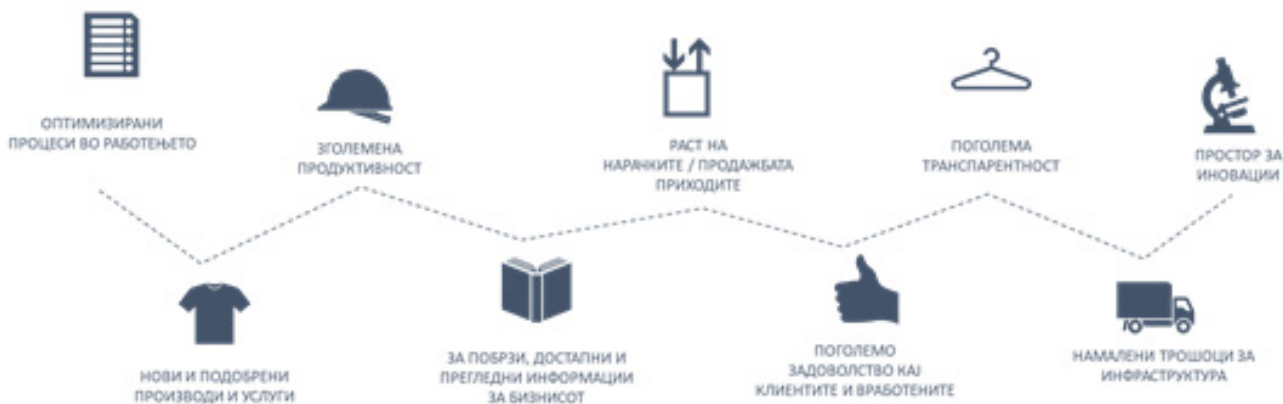 ОПТИМИЗИРАНИ
ПРОЦЕСИ ВО РАБОТЕЊЕТО
НОВИ И ПОДОБРЕНИ
ПРОИЗВОДИ И УСЛУГИ
ЗГОЛЕМЕНА
ПРОДУКТИВНОСТ
ЗА ПОБРЗИ, ДОСТАПНИ И
ПРЕГЛЕДНИ ИНФОРМАЦИИ
ЗА БИЗНИСОТ
РАСТ НА
НАРАЧКИТЕ / ПРОДАЖБАТА
ПРИХОДИТЕ
ПОГОЛЕМО
ЗАДОВОЛСТВО КАЈ
КЛИЕНТИТЕ И ВРАБОТЕНИТЕ
ПОГОЛЕМА
ТРАНСПАРЕНТНОСТ
НАМАЛЕНИ ТРОШОЦИ ЗА
ИНФРАСТРУКТУРА
ПРОСТОР ЗА
ИНОВАЦИИ